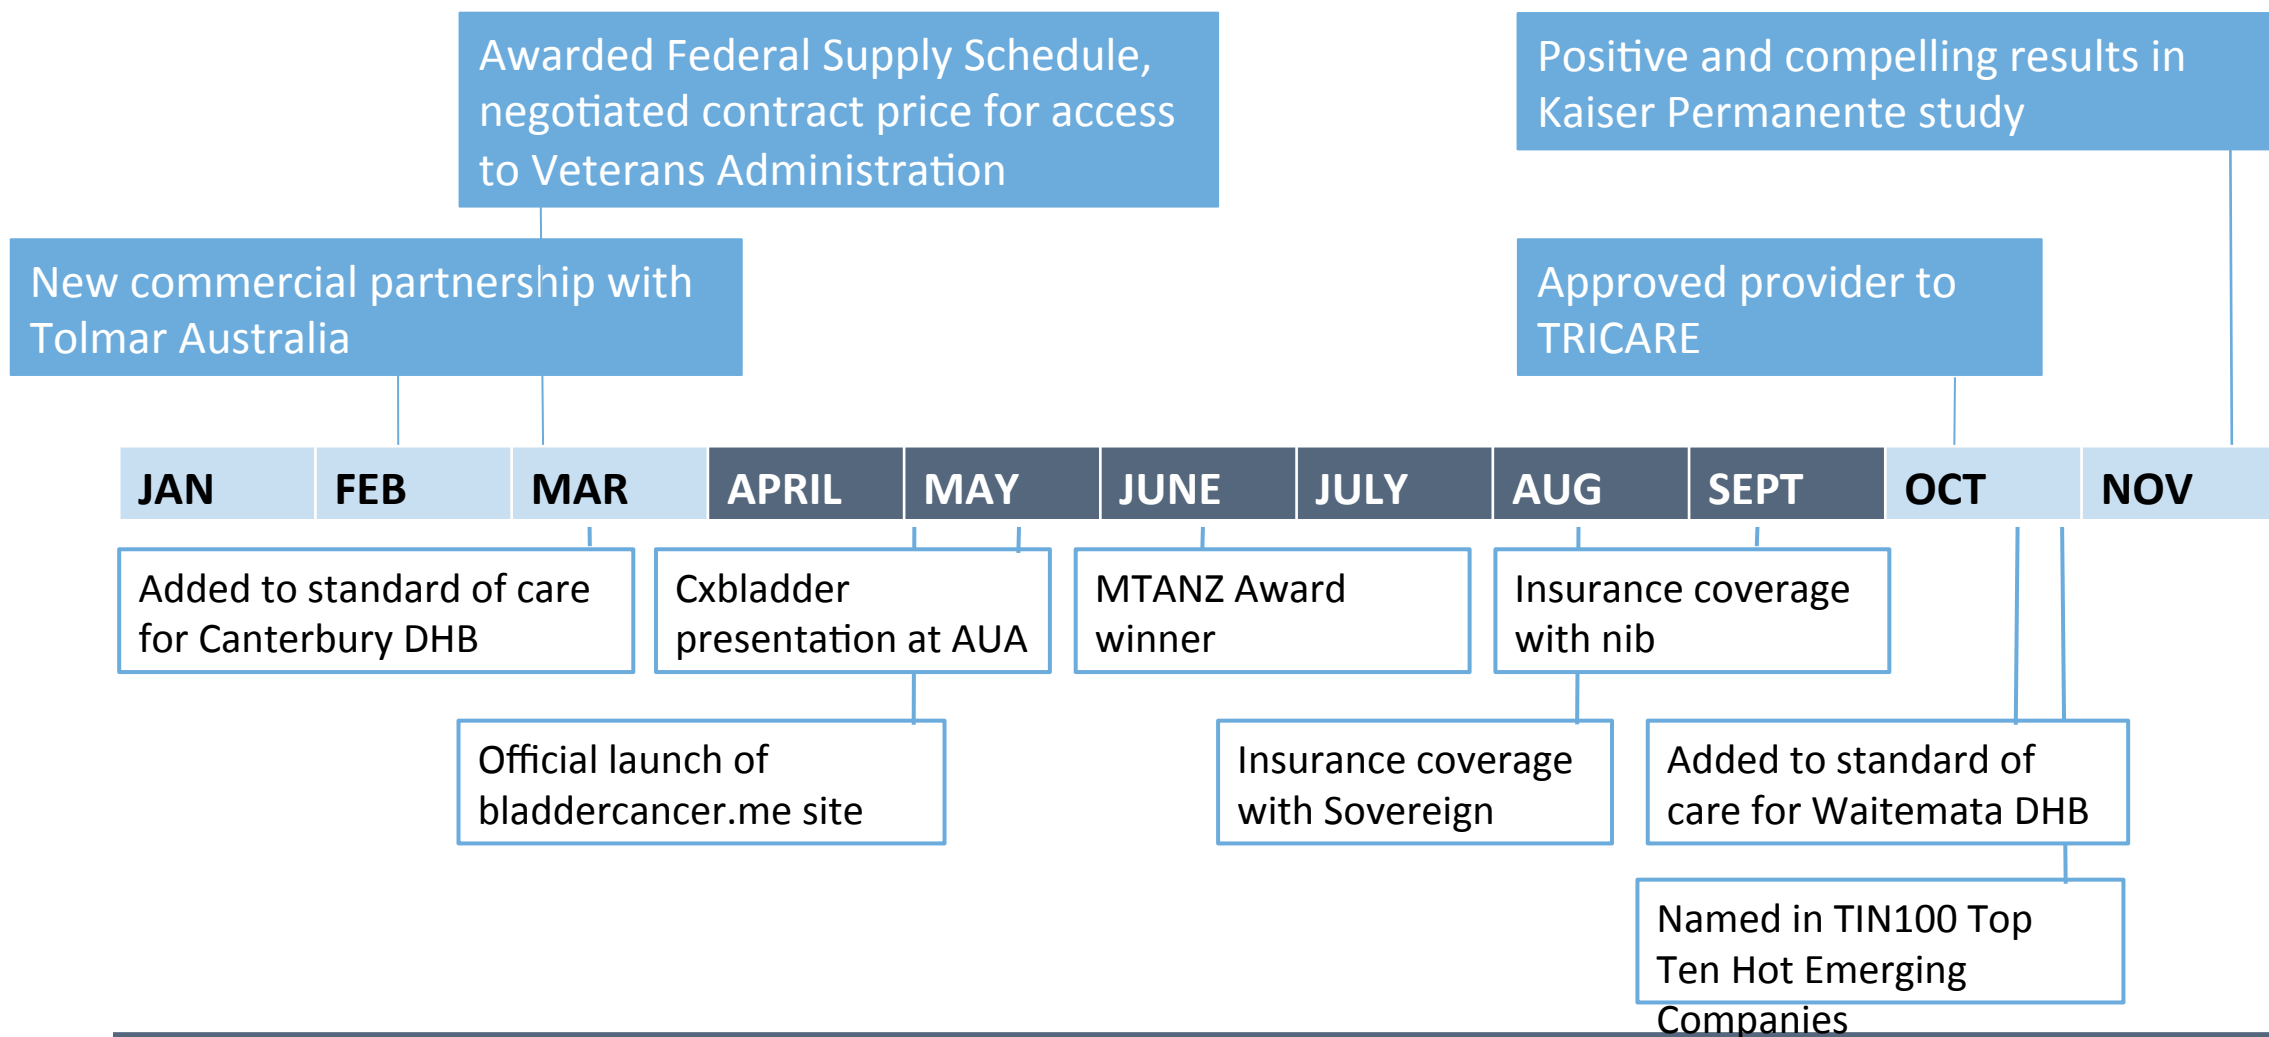 Awarded Federal Supply Schedule,
negotiated contract price for access
to Veterans Administration
Positive and compelling results in
Kaiser Permanente study
New commercial partnership with
Tolmar Australia
Approved provider to
TRICARE
JAN FEB MAR APRIL MAY JUNE JULY AUG SEPT OCT NOV
Added to standard of care
for Canterbury DHB
Cxbladder
presentation at AUA
MTANZ Award
winner
Insurance coverage
with nib
Official launch of
bladdercancer.me site
Insurance coverage
with Sovereign
Added to standard of
care for Waitemata DHB
Named in TIN100 Top
Ten Hot Emerging
Companies